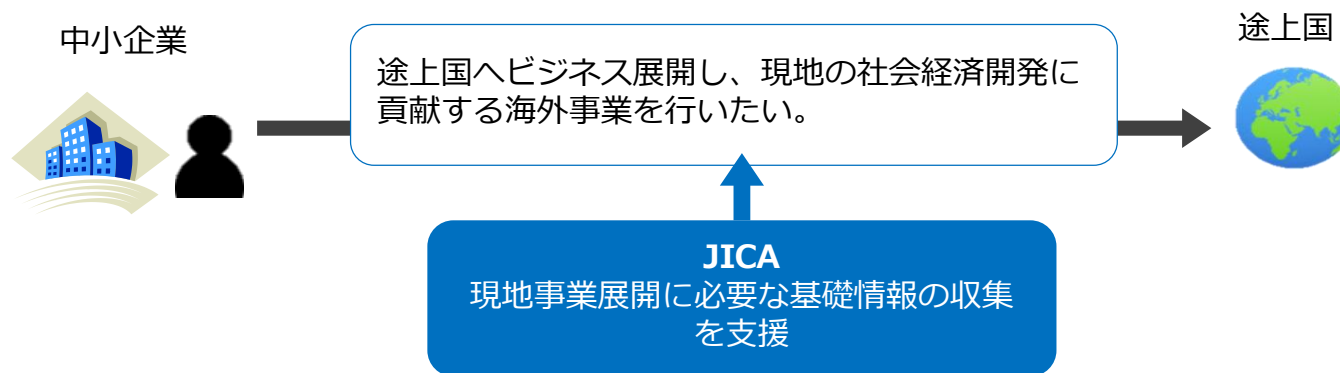 中小企業
途上国
途上国へビジネス展開し、現地の社会経済開発に
貢献する海外事業を行いたい。
JICA
現地事業展開に必要な基礎情報の収集
を支援